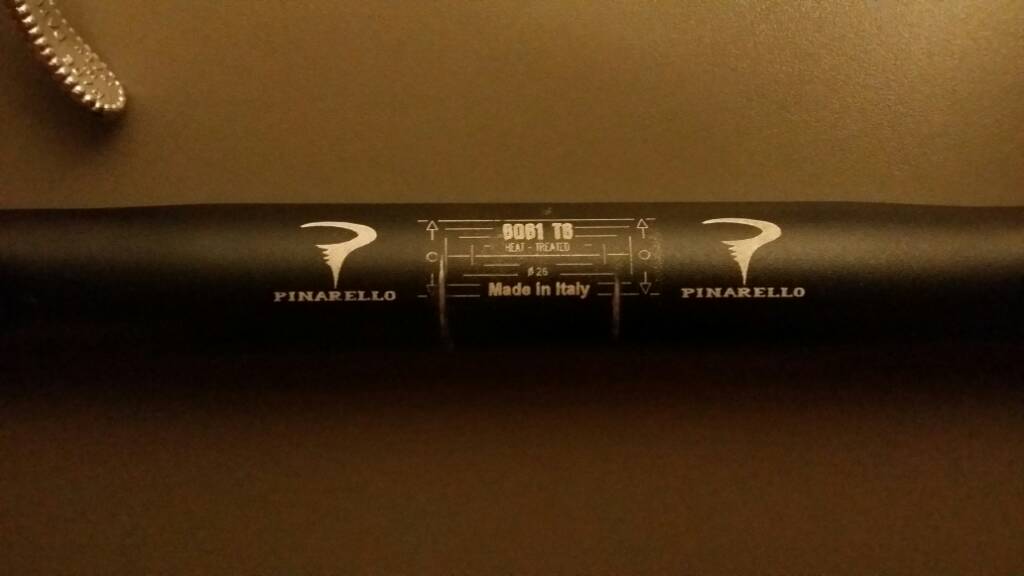 6061 T6
HEAT - TREATED
Ø 26
Made in Italy
PINARELLO
PINARELLO